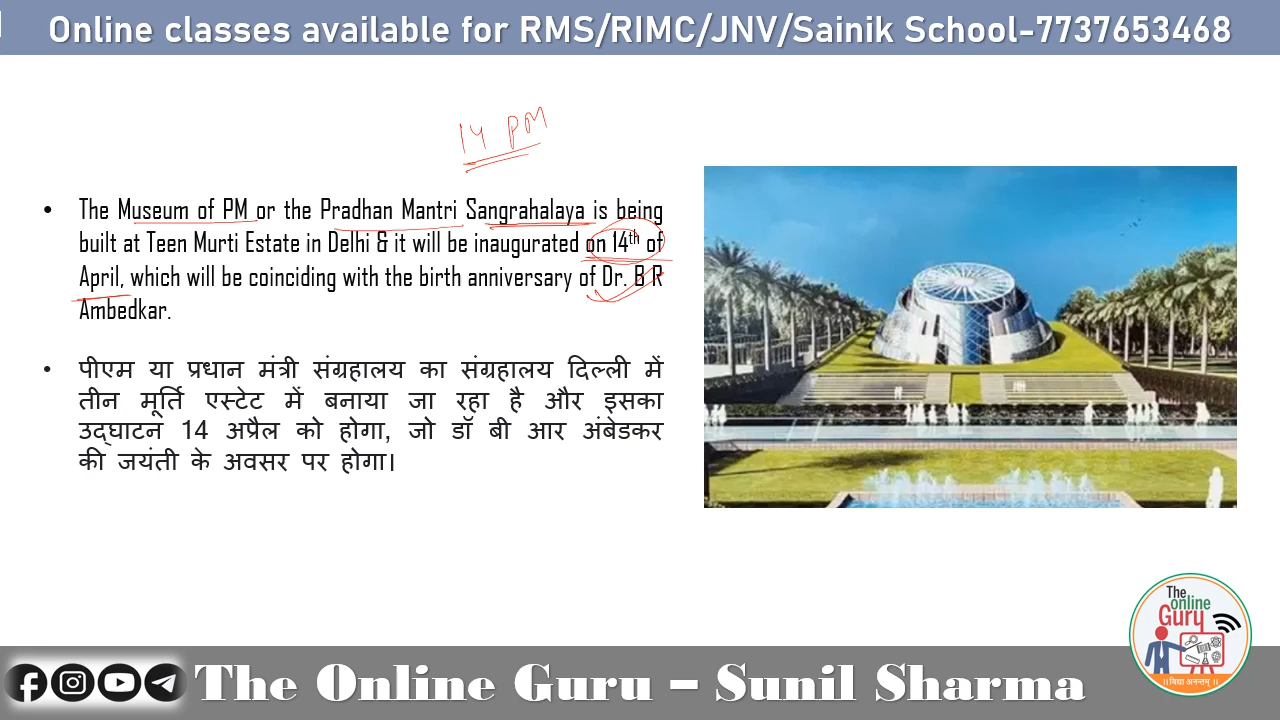 Online classes available for RMS/RIMC/JNV/Sainik School-7737653468
14 PM
• The Museum of PM or the Pradhan Mantri Sangrahalaya is being
built at Teen Murti Estate in Delhi & it will be inaugurated on 14th of
April, which will be coinciding with the birth anniversary of Dr. B R
Ambedkar.
• पीएम या प्रधान मंत्री संग्रहालय का संग्रहालय दिल्ली में
तीन मूर्ति एस्टेट में बनाया जा रहा है और इसका
उद्घाटन 14 अप्रैल को होगा, जो डॉ बी आर अंबेडकर
की जयंती के अवसर पर होगा।
The
online
Guru
॥ विद्या अनन्तम् ॥
The Online Guru – Sunil Sharma